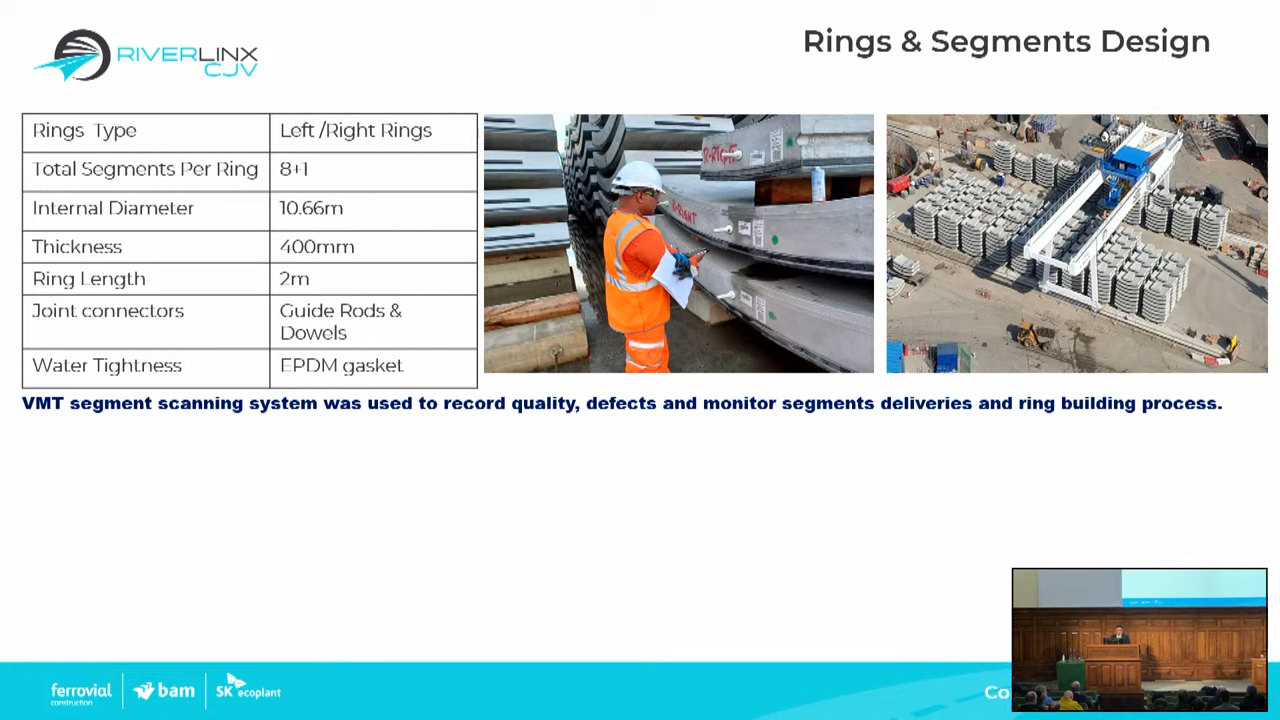 RIVERLINX
CJV
Rings & Segments Design
Rings Type
Left /Right Rings
Total Segments Per Ring
8+1
Internal Diameter
10.66m
Thickness
400mm
Ring Length
2m
Joint connectors
Guide Rods &
Dowels
Water Tightness
EPDM gasket
R-RIGHT
R-RIGHT
VMT segment scanning system was used to record quality, defects and monitor segments deliveries and ring building process.
ferrovial
construction
bam
SK ecoplant